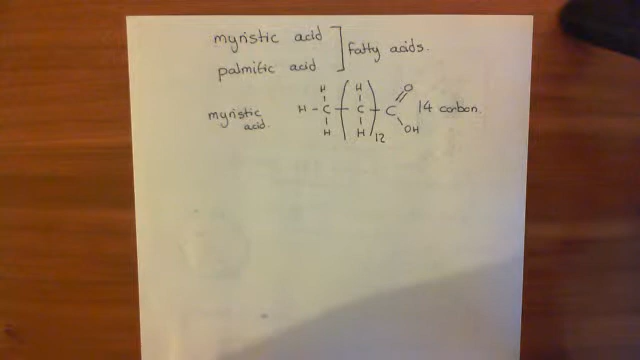 myristic acid
palmitic acid
fatty acids.
myristic acid.
H
H
O
H - C - ( C )12 - C
14 carbon.
H
H
OH